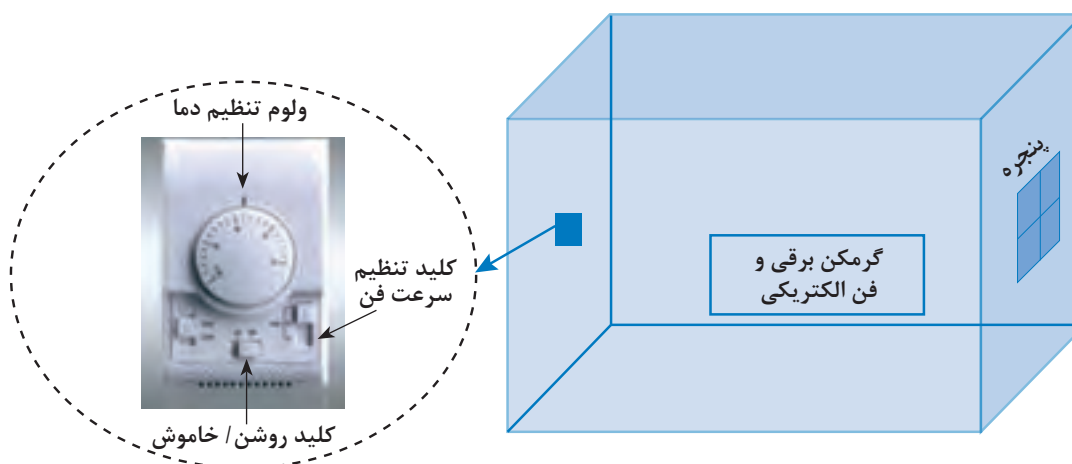 ولوم تنظیم دما
کلید تنظیم
سرعت فن
کلید روشن/ خاموش
گرمکن برقی و
فن الکتریکی
پنجره